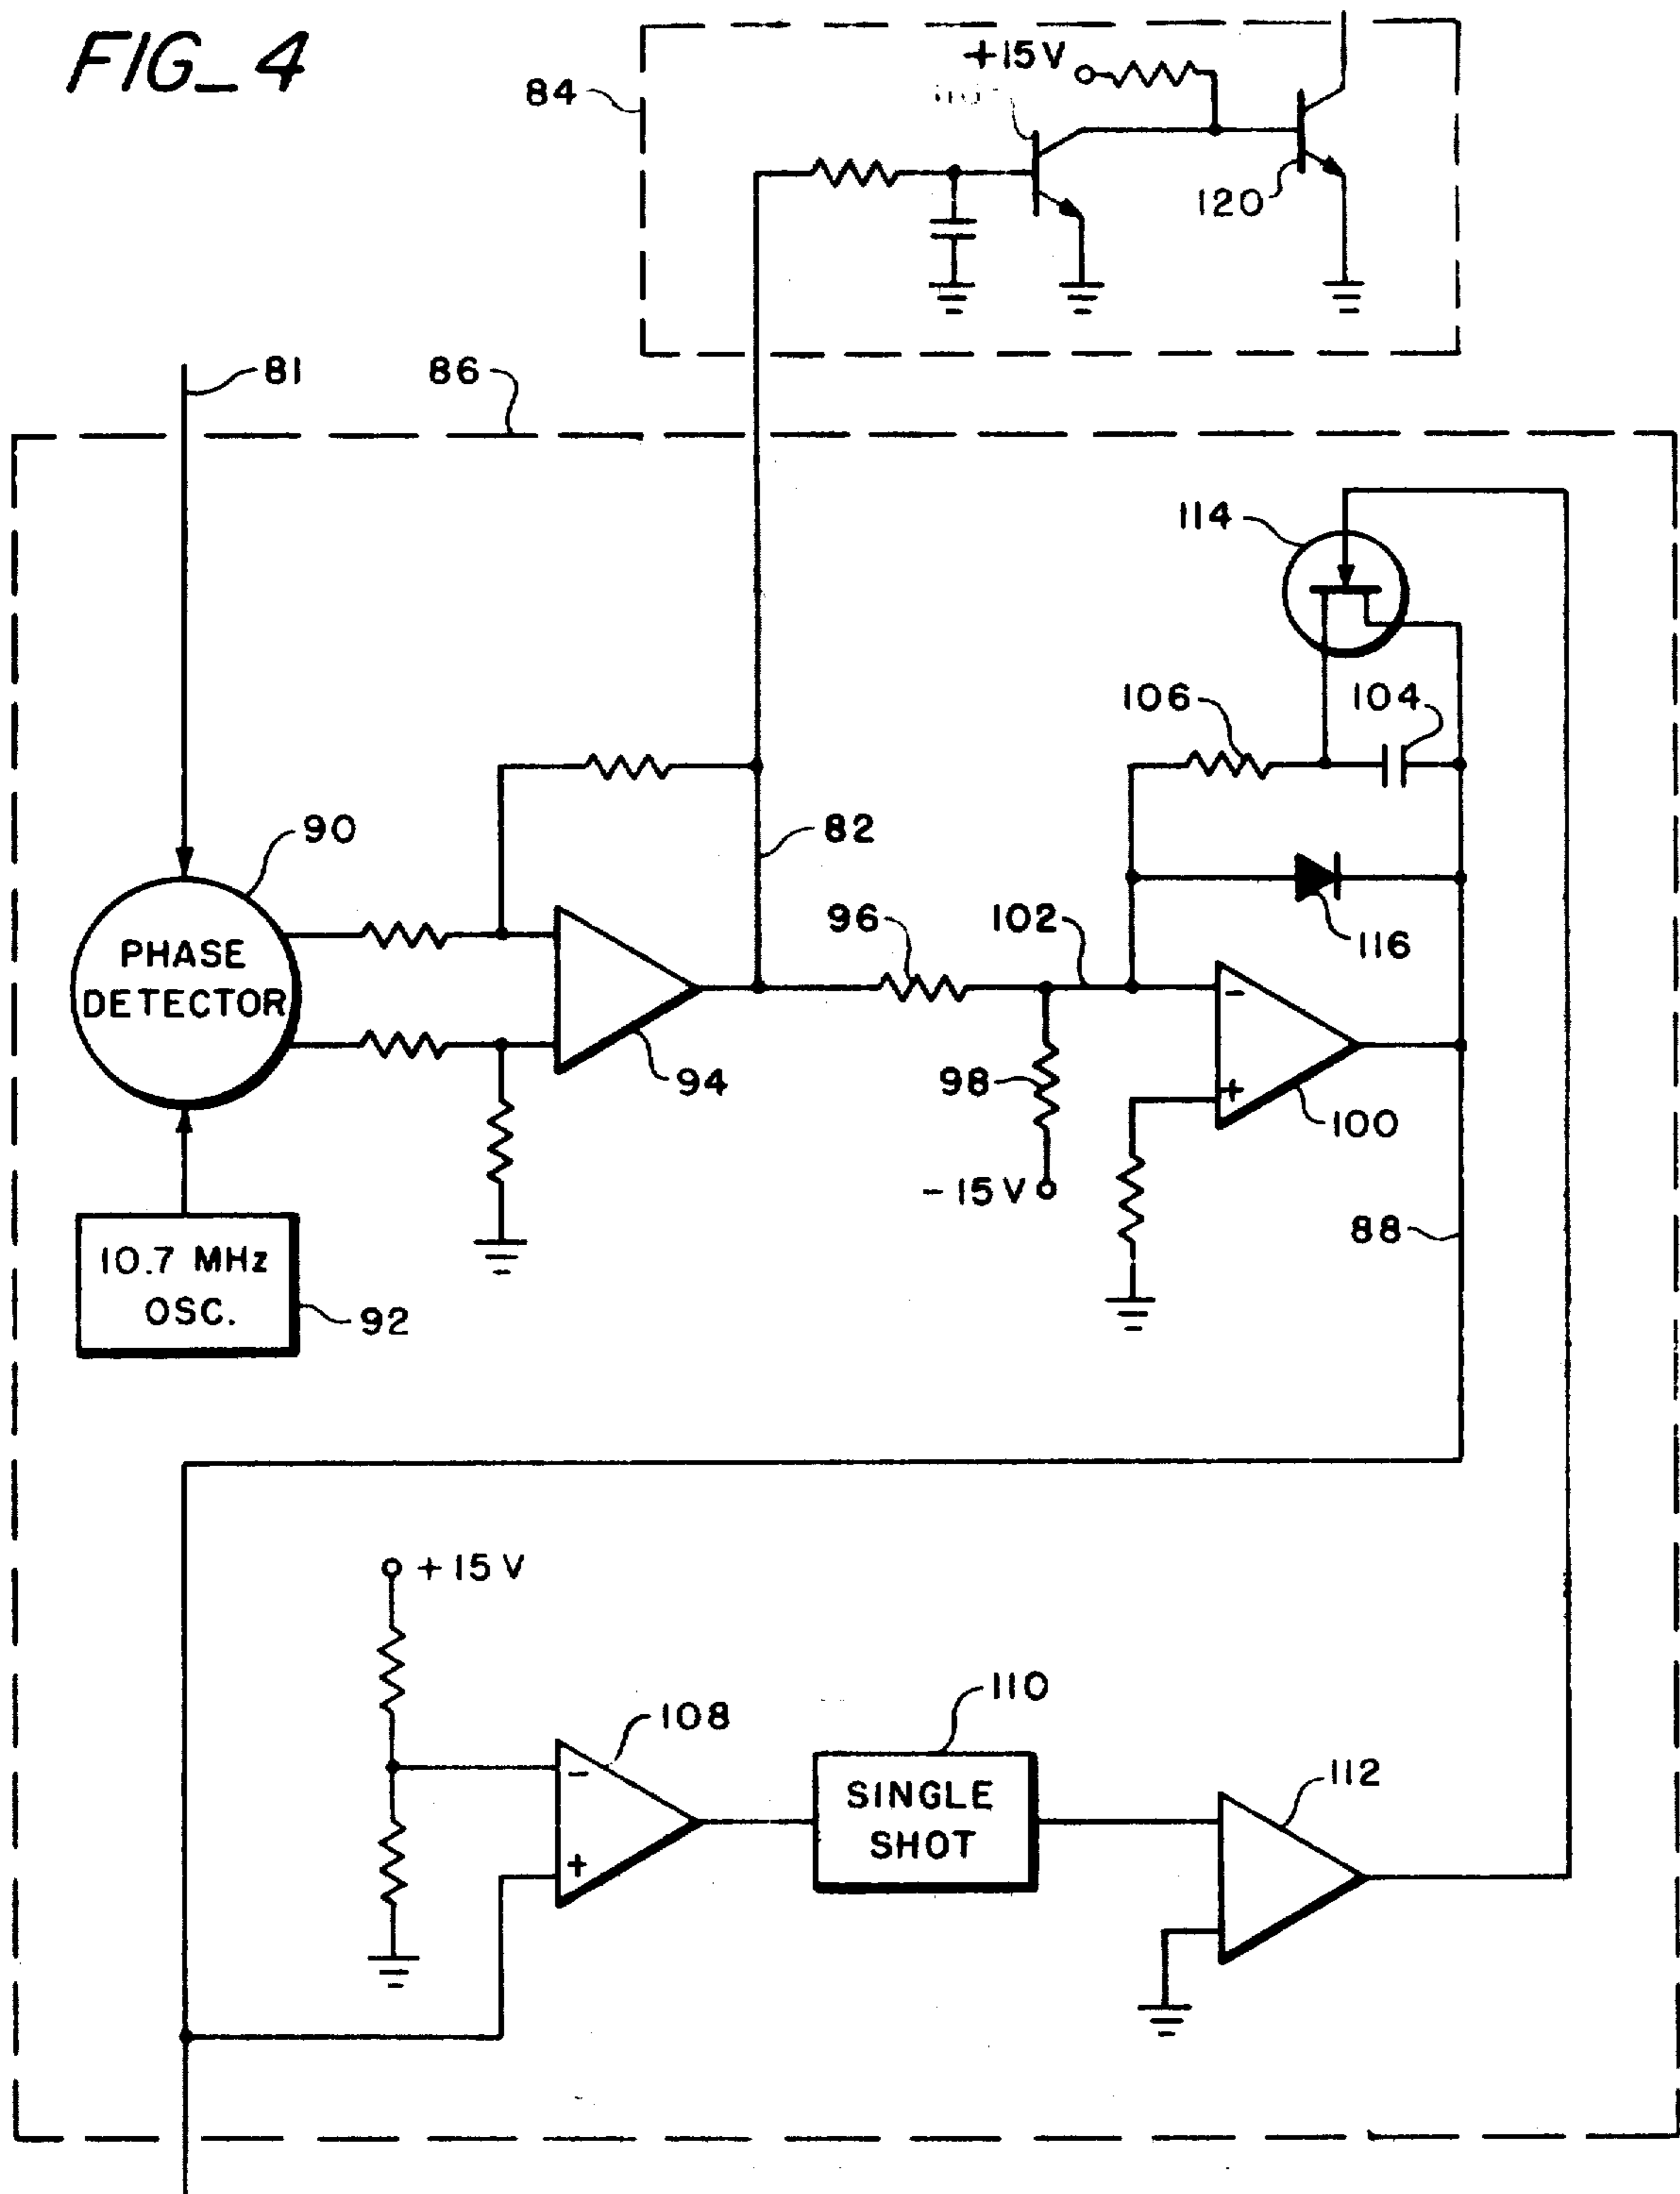 FIG_4
+15V
84
120
81
86
114
106
104
90
82
96
102
116
PHASE
DETECTOR
-
94
98
+
100
-15V
88
10.7 MHz
OSC.
92
+15V
108
110
112
-
SINGLE
SHOT
+